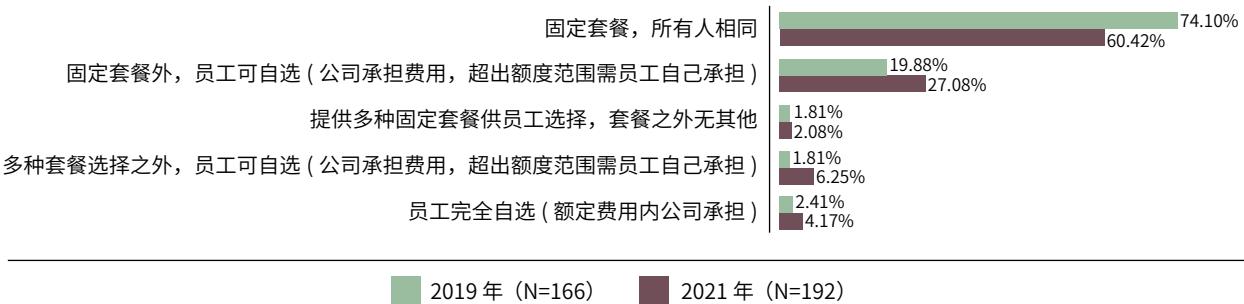 固定套餐，所有人相同
74.10%
60.42%
固定套餐外，员工可自选 ( 公司承担费用，超出额度范围需员工自己承担 )
19.88%
27.08%
提供多种固定套餐供员工选择，套餐之外无其他
1.81%
2.08%
多种套餐选择之外，员工可自选 ( 公司承担费用，超出额度范围需员工自己承担 )
1.81%
6.25%
员工完全自选 ( 额定费用内公司承担 )
2.41%
4.17%
2019 年（N=166） 2021 年（N=192）